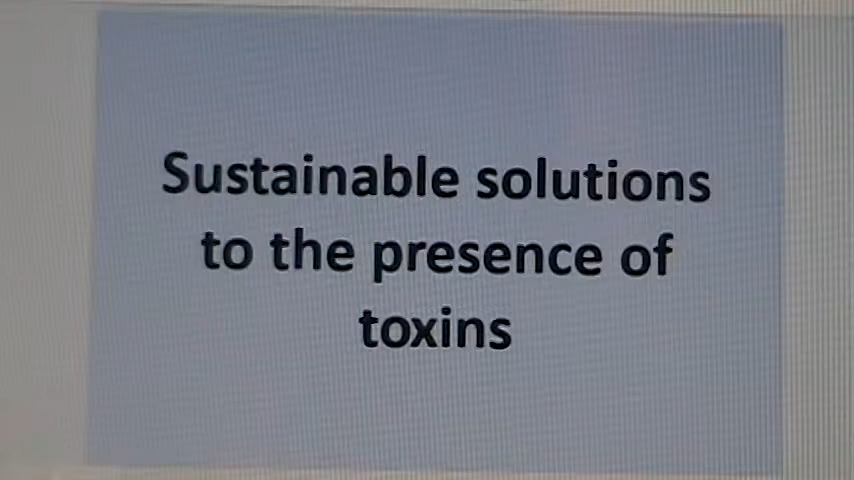 Sustainable solutions
to the presence of
toxins